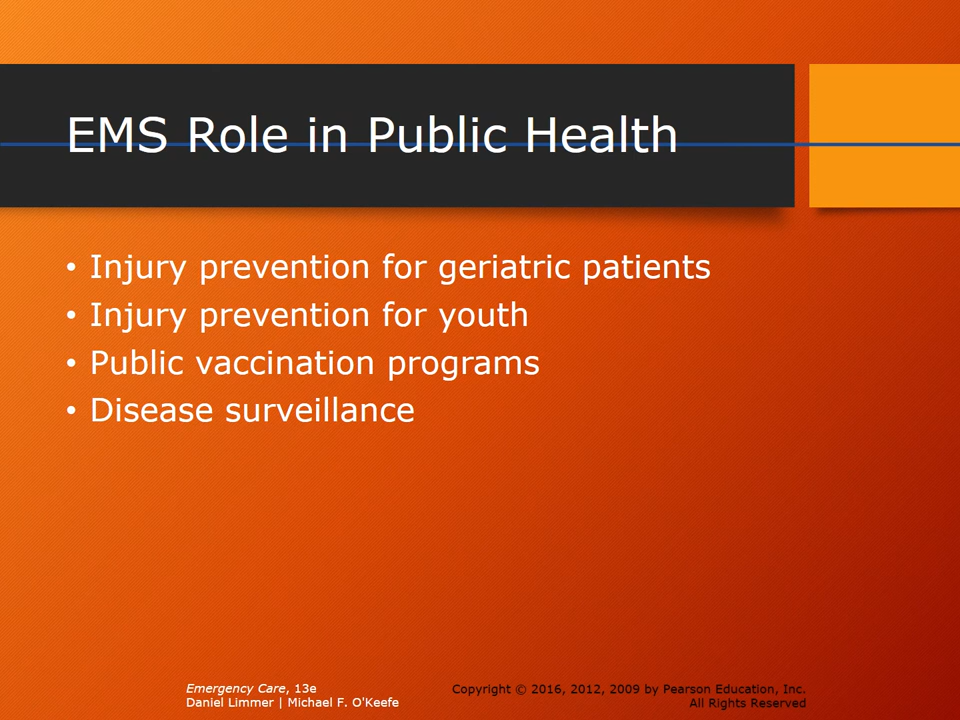 EMS Role in Public Health
• Injury prevention for geriatric patients
• Injury prevention for youth
• Public vaccination programs
• Disease surveillance
Emergency Care, 13e
Daniel Limmer | Michael F. O'Keefe
Copyright © 2016, 2012, 2009 by Pearson Education, Inc.
All Rights Reserved